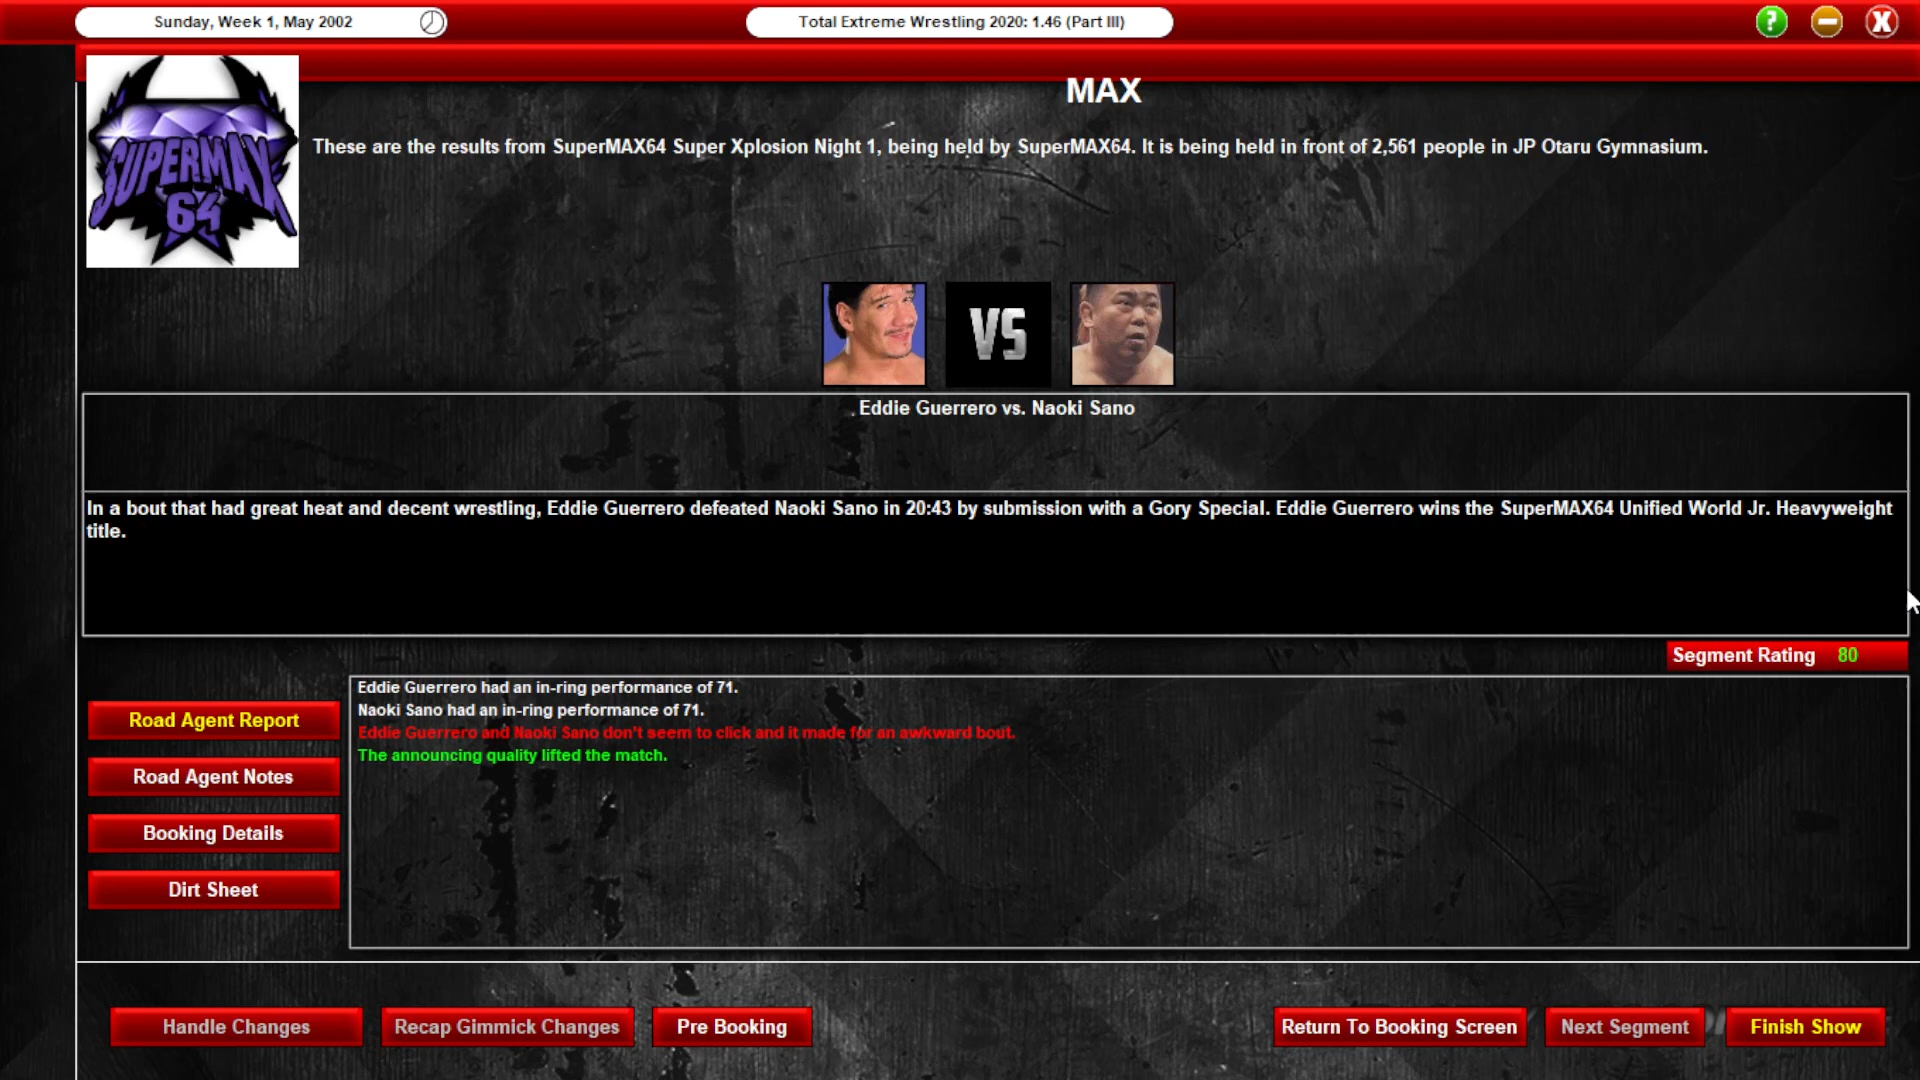 Sunday, Week 1, May 2002
Total Extreme Wrestling 2020: 1.46 (Part III)
?
X
SUPERMAX
64
MAX
These are the results from SuperMAX64 Super Xplosion Night 1, being held by SuperMAX64. It is being held in front of 2,561 people in JP Otaru Gymnasium.
VS
Eddie Guerrero vs. Naoki Sano
In a bout that had great heat and decent wrestling, Eddie Guerrero defeated Naoki Sano in 20:43 by submission with a Gory Special. Eddie Guerrero wins the SuperMAX64 Unified World Jr. Heavyweight
title.
Segment Rating 80
Road Agent Report
Road Agent Notes
Booking Details
Dirt Sheet
Eddie Guerrero had an in-ring performance of 71.
Naoki Sano had an in-ring performance of 71.
Eddie Guerrero and Naoki Sano don't seem to click and it made for an awkward bout.
The announcing quality lifted the match.
Handle Changes
Recap Gimmick Changes
Pre Booking
Return To Booking Screen
Next Segment
Finish Show